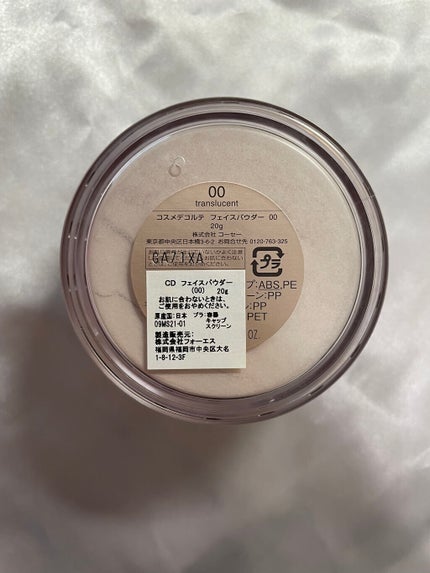 00
translucent
コスメデコルテ フェイスパウダー 00
20g
株式会社 コーセー
東京都中央区日本橋3-6-2 お問合せ先 0120-763-325
GA71XA
プラ
プ:ABS,PE
ーン:PP
:PP
PET
OZ.
CD フェイスパウダー
(00) 20g
お肌に合わないときは、
ご使用をおやめください。
原産国:日本 プラ:容器
キャップ
09MS21-01 スクリーン
製造販売元:
株式会社フォーエス
福岡県福岡市中央区大名
1-8-12-3F